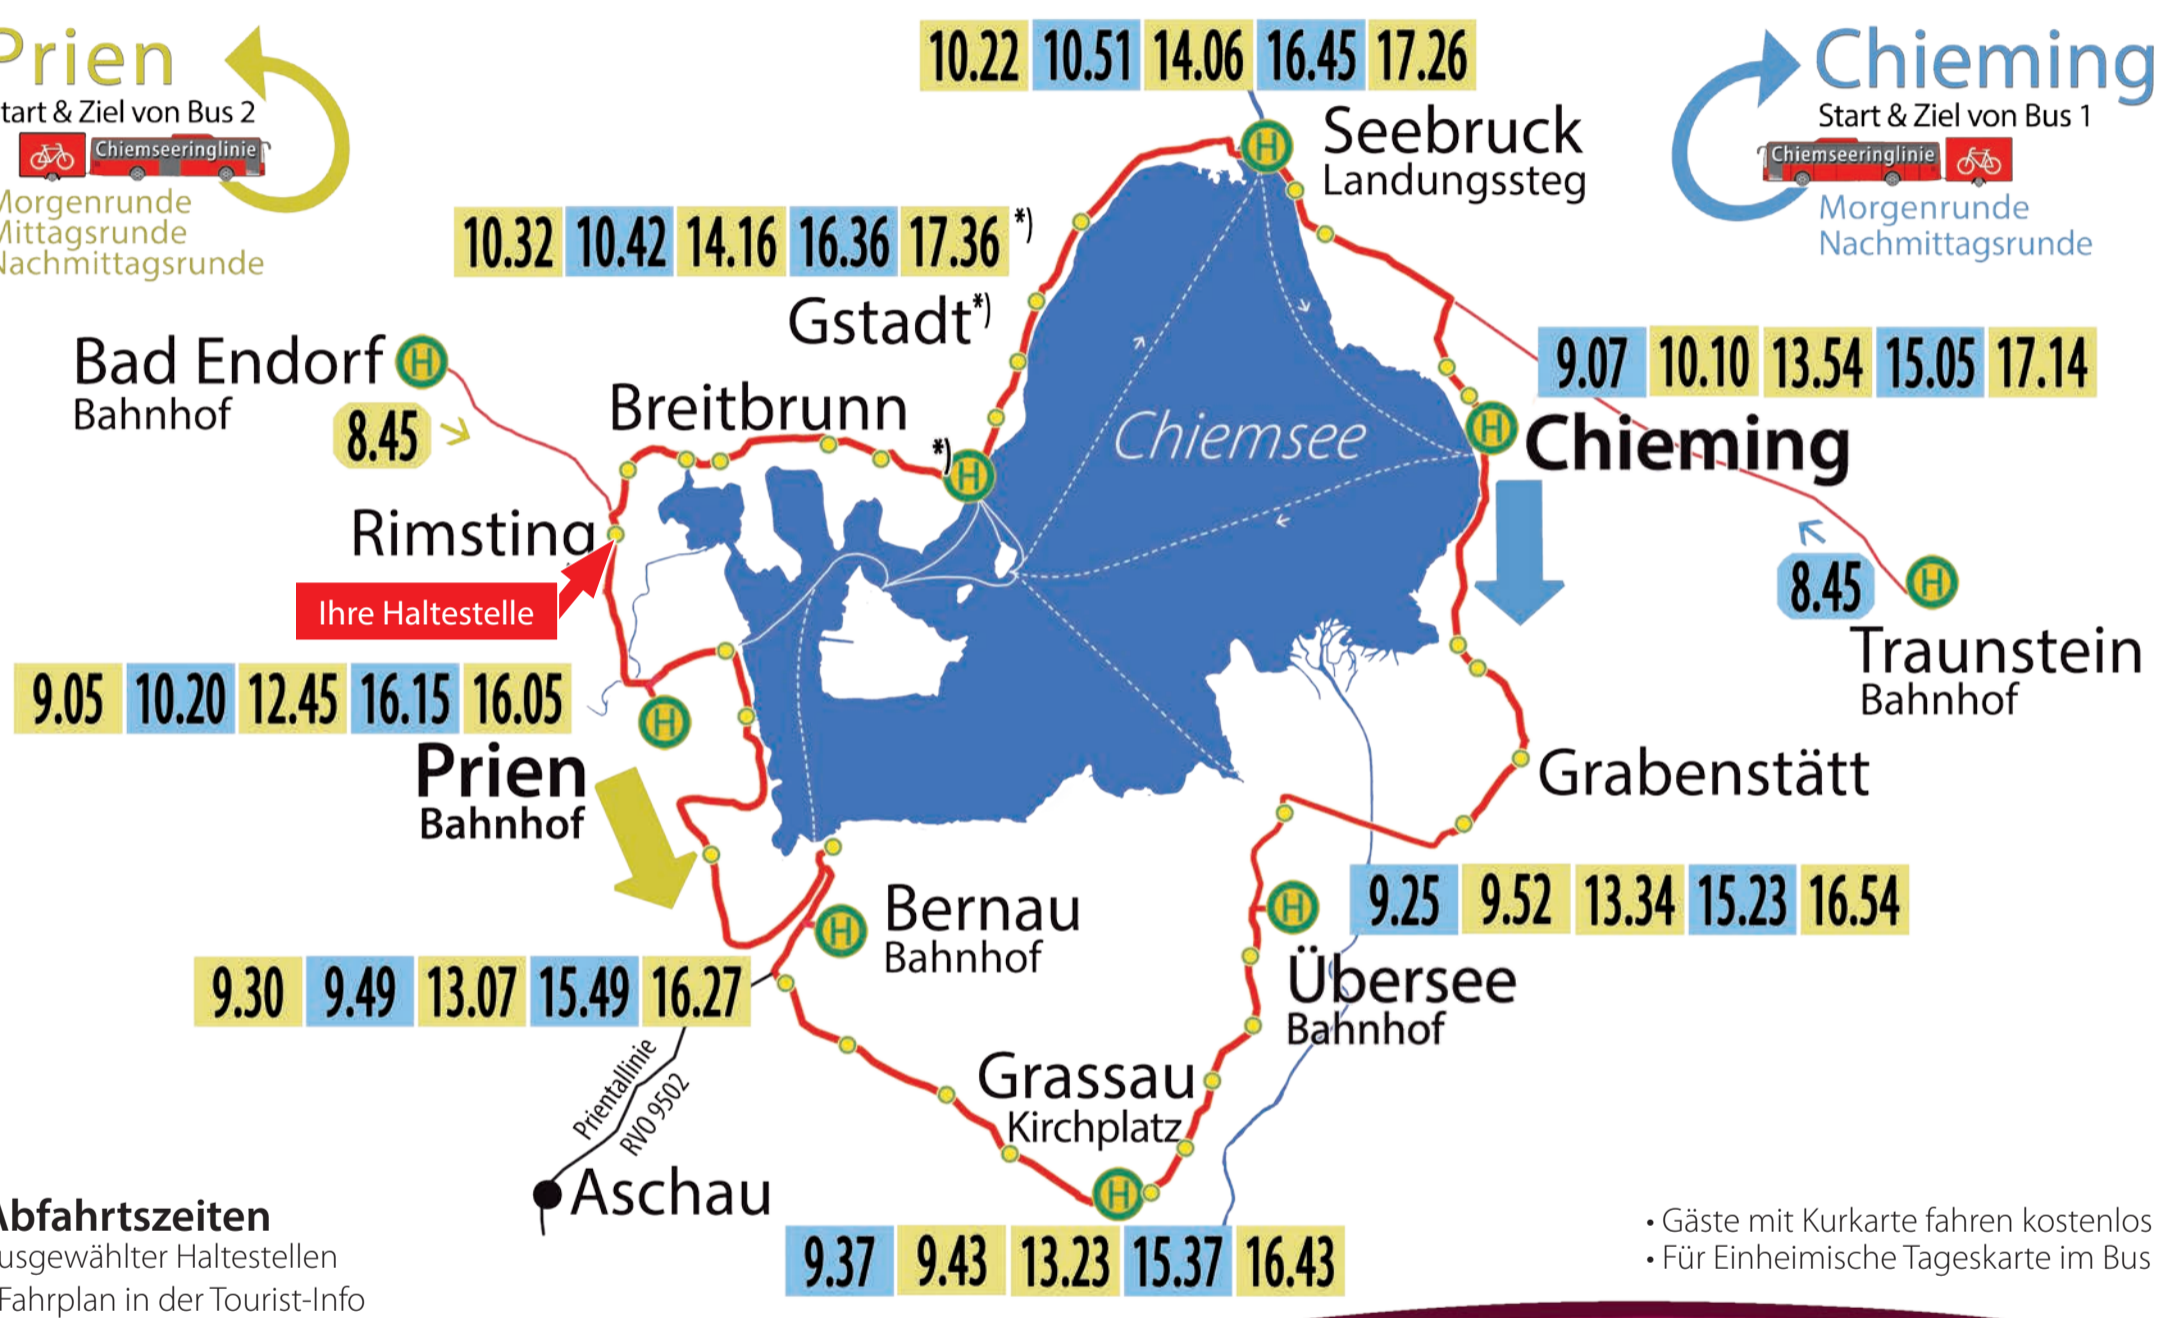 Prien
Start & Ziel von Bus 2
Chiemseeringlinie
Morgenrunde
Mittagsrunde
Nachmittagsrunde
10.22 10.51 14.06 16.45 17.26
Seebruck
Landungssteg
Chieming
Start & Ziel von Bus 1
Chiemseeringlinie
Morgenrunde
Nachmittagsrunde
10.32 10.42 14.16 16.36 17.36 *)
Gstadt*)
Bad Endorf
Bahnhof
8.45
Breitbrunn
*)
Chiemsee
9.07 10.10 13.54 15.05 17.14
Chieming
Rimsting
Ihre Haltestelle
8.45
Traunstein
Bahnhof
9.05 10.20 12.45 16.15 16.05
Prien
Bahnhof
Grabenstätt
9.25 9.52 13.34 15.23 16.54
Übersee
Bahnhof
Bernau
Bahnhof
9.30 9.49 13.07 15.49 16.27
Prientallinie
RVO 9502
Aschau
Grassau
Kirchplatz
9.37 9.43 13.23 15.37 16.43
Abfahrtszeiten
ausgewählter Haltestellen
Fahrplan in der Tourist-Info
• Gäste mit Kurkarte fahren kostenlos
• Für Einheimische Tageskarte im Bus
H
H
H
H
H
H
H
H
H